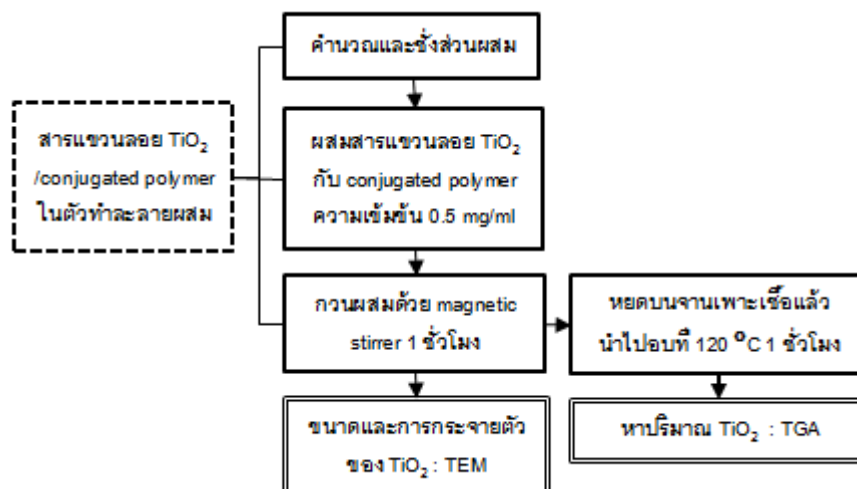 คำนวณและชั่งส่วนผสม
สารแขวนลอย TiO₂
/conjugated polymer
ในตัวทำละลายผสม
ผสมสารแขวนลอย TiO₂
กับ conjugated polymer
ความเข้มข้น 0.5 mg/ml
กวนผสมด้วย magnetic
stirrer 1 ชั่วโมง
หยดบนจานเพาะเชื้อแล้ว
นำไปอบที่ 120 °C 1 ชั่วโมง
ขนาดและการกระจายตัว
ของ TiO₂ : TEM
หาปริมาณ TiO₂ : TGA